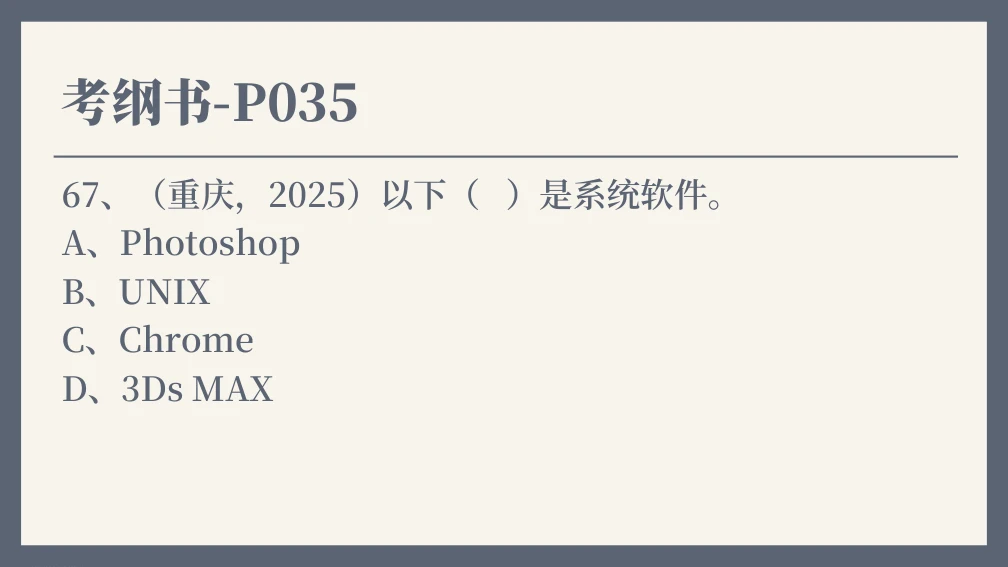 考纲书-P035
67、（重庆，2025）以下（  ）是系统软件。
A、Photoshop
B、UNIX
C、Chrome
D、3Ds MAX